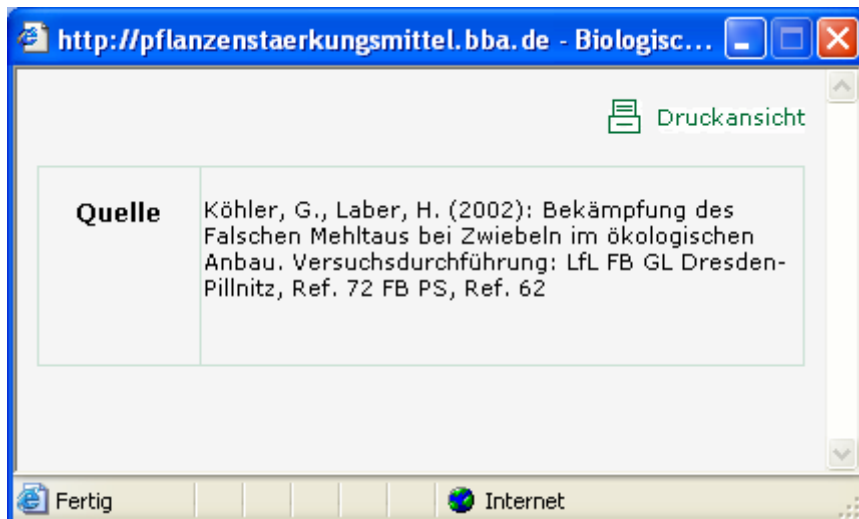 http://pflanzenstaerkungsmittel.bba.de - Biologisc...
Druckansicht
Quelle
Köhler, G., Laber, H. (2002): Bekämpfung des
Falschen Mehltaus bei Zwiebeln im ökologischen
Anbau. Versuchsdurchführung: LfL FB GL Dresden-
Pillnitz, Ref. 72 FB PS, Ref. 62
Fertig
Internet